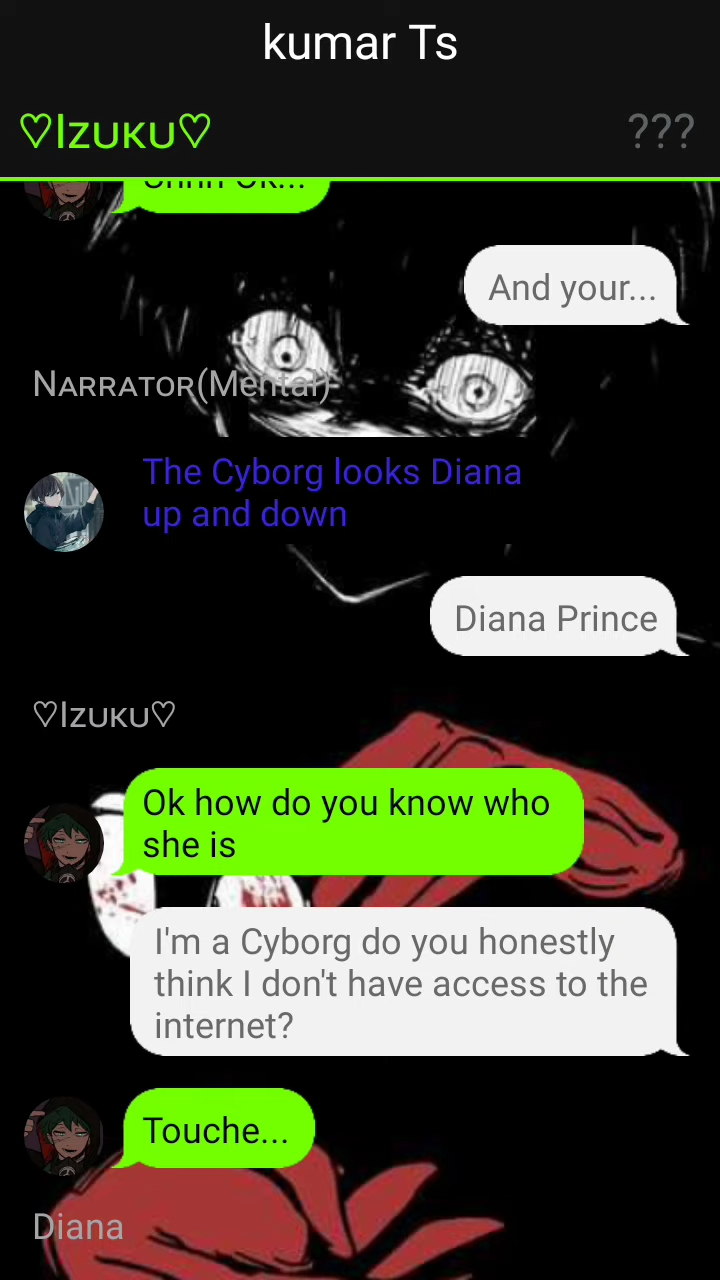 kumar Ts
♡Izuku♡
???
And your...
Narrator(Mental)
The Cyborg looks Diana
up and down
Diana Prince
♡Izuku♡
Ok how do you know who
she is
I'm a Cyborg do you honestly
think I don't have access to the
internet?
Touche...
Diana